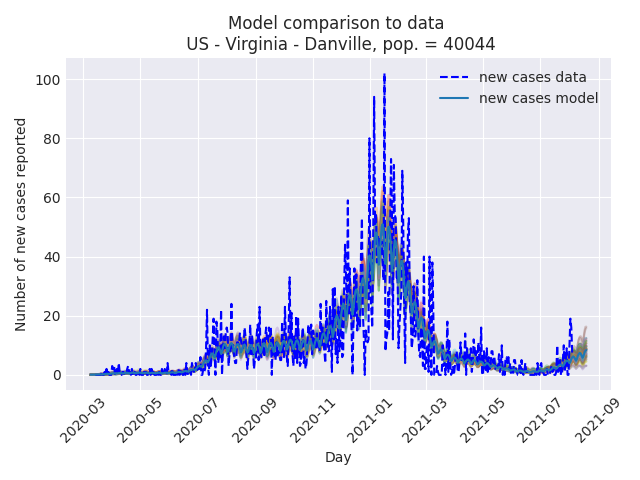 Model comparison to data
US - Virginia - Danville, pop. = 40044
new cases data
new cases model
Number of new cases reported
100
80
60
40
20
0
2020-03
2020-05
2020-07
2020-09
2020-11
2021-01
2021-03
2021-05
2021-07
2021-09
Day